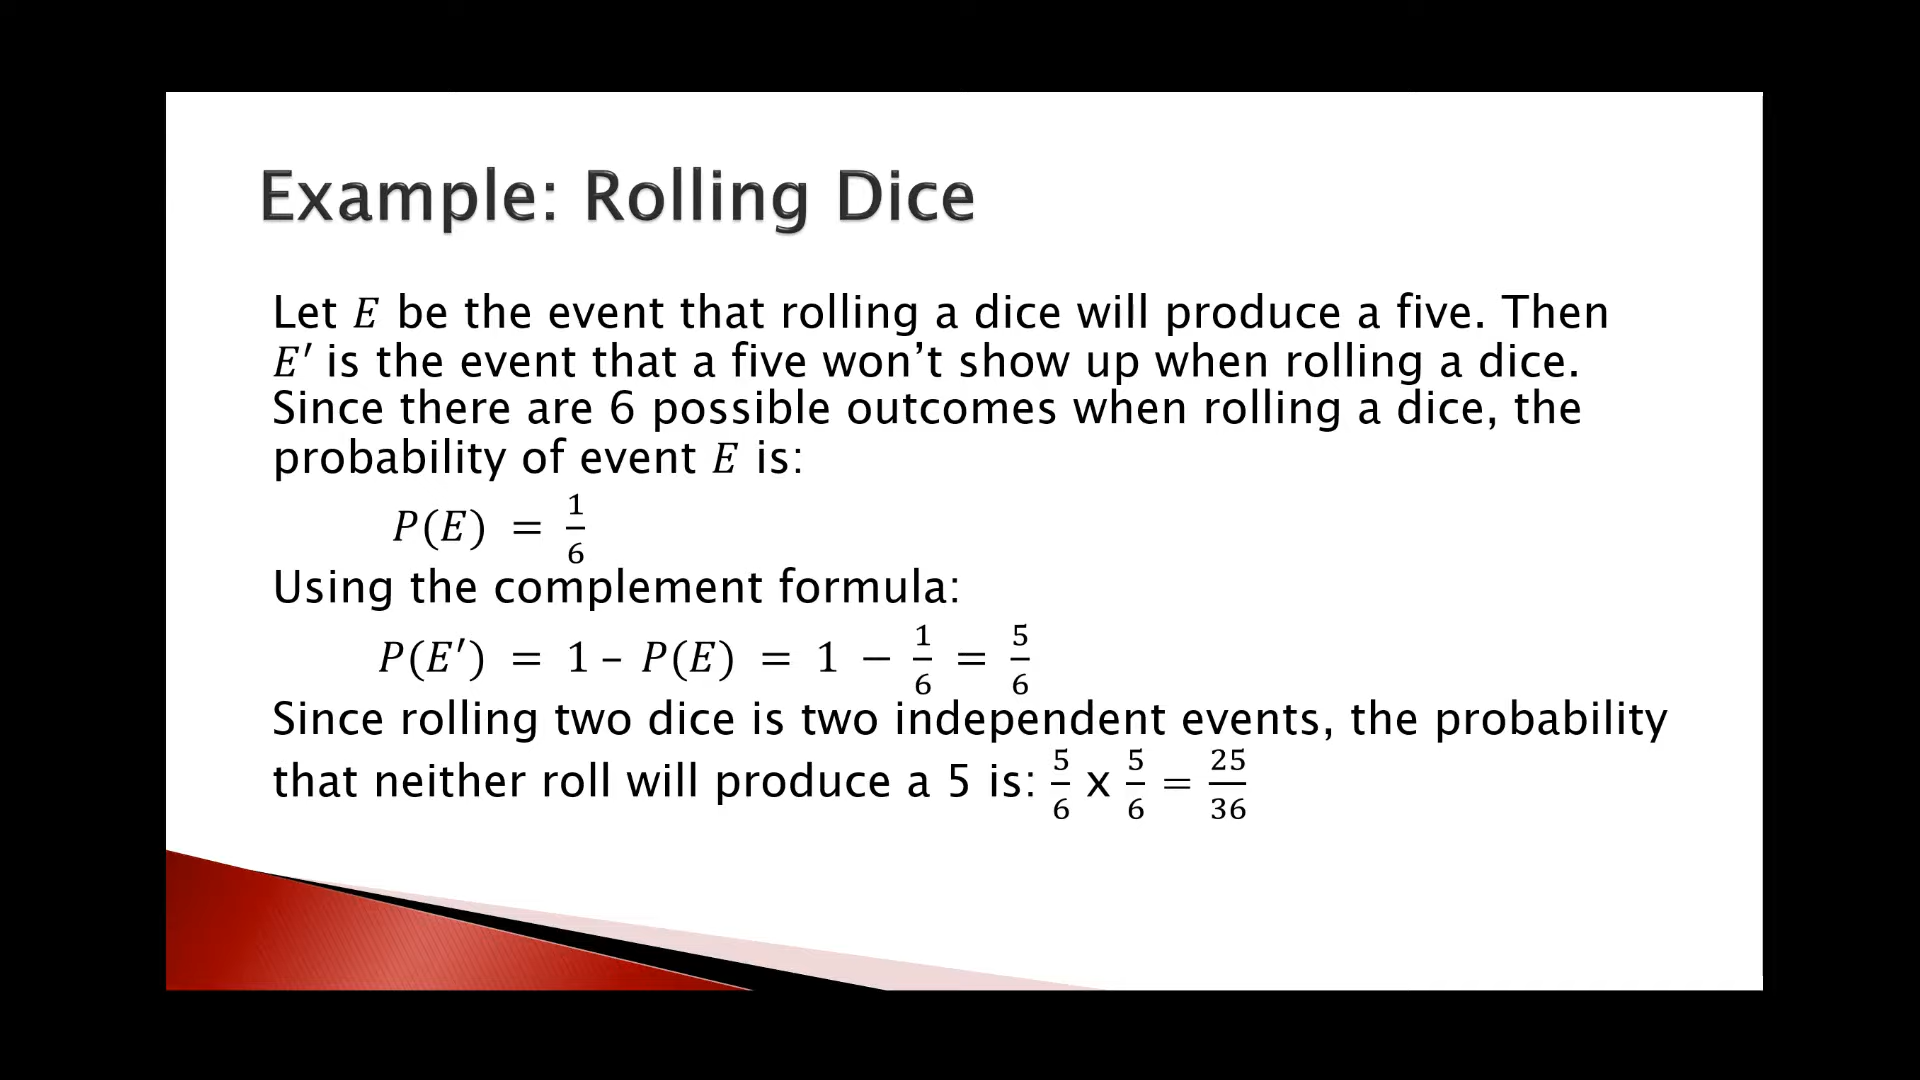 Example: Rolling Dice
Let E be the event that rolling a dice will produce a five. Then
E′ is the event that a five won’t show up when rolling a dice.
Since there are 6 possible outcomes when rolling a dice, the
probability of event E is:
P(E) = 1/6
Using the complement formula:
P(E′) = 1 – P(E) = 1 − 1/6 = 5/6
Since rolling two dice is two independent events, the probability
that neither roll will produce a 5 is: 5/6 x 5/6 = 25/36